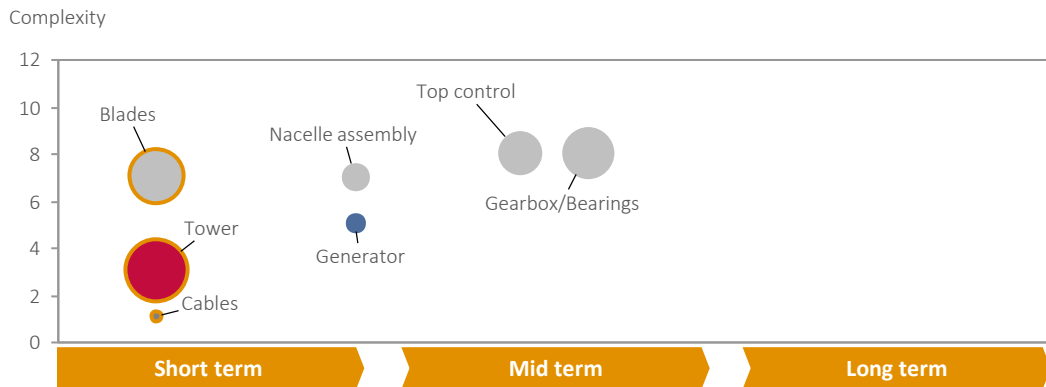 Complexity
12
10
8
6
4
2
0
Blades
Tower
Cables
Nacelle assembly
Generator
Top control
Gearbox/Bearings
Short term
Mid term
Long term